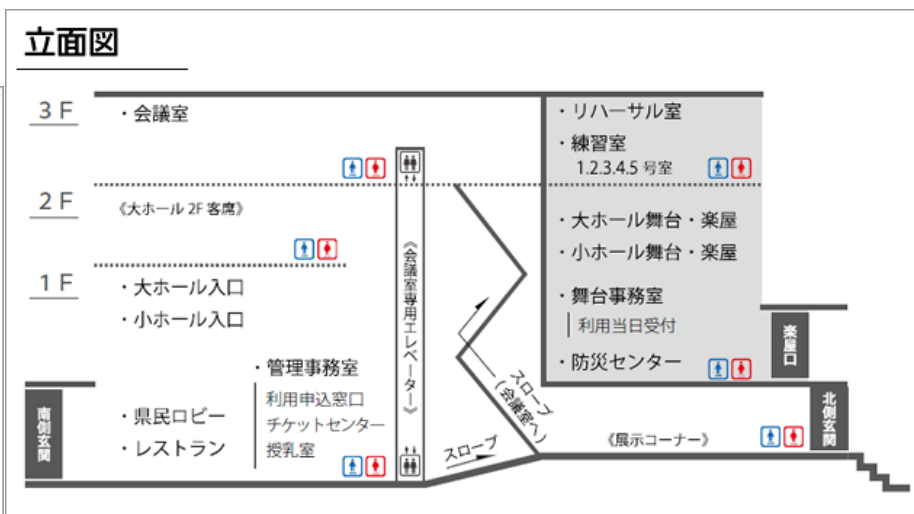 立面図
3F
・会議室
2F
《大ホール2F客席》
1F
・大ホール入口
・小ホール入口
・管理事務室
利用申込窓口
チケットセンター
授乳室
・県民ロビー
・レストラン
南側玄関
《会議室専用エレベーター》
スロープ
スロープ
(会議室へ)
・リハーサル室
・練習室
1.2.3.4.5号室
・大ホール舞台・楽屋
・小ホール舞台・楽屋
・舞台事務室
利用当日受付
・防災センター
楽屋口
北側玄関
《展示コーナー》